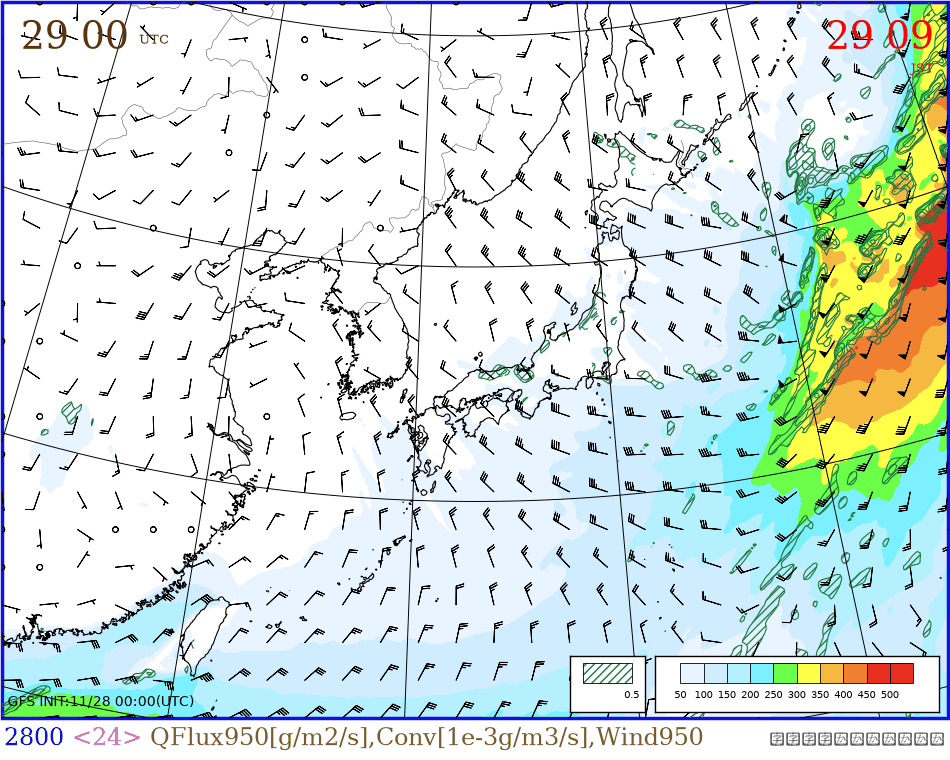 29 00 UTC
29 09
JST
0.5
50 100 150 200 250 300 350 400 450 500
GFS INIT:11/28 00:00(UTC)
2800 <24> QFlux950[g/m2/s],Conv[1e-3g/m3/s],Wind950